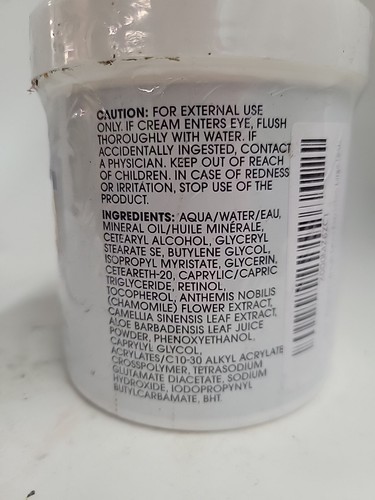 CAUTION: FOR EXTERNAL USE
ONLY. IF CREAM ENTERS EYE, FLUSH
THOROUGHLY WITH WATER. IF
ACCIDENTALLY INGESTED, CONTACT
A PHYSICIAN. KEEP OUT OF REACH
OF CHILDREN. IN CASE OF REDNESS
OR IRRITATION, STOP USE OF THE
PRODUCT.
INGREDIENTS: AQUA/WATER/EAU,
MINERAL OIL/HUILE MINÉRALE,
CETEARYL ALCOHOL, GLYCERYL
STEARATE SE, BUTYLENE GLYCOL,
ISOPROPYL MYRISTATE, GLYCERIN,
CETEARETH-20, CAPRYLIC/CAPRIC
TRIGLYCERIDE, RETINOL,
TOCOPHEROL, ANTHEMIS NOBILIS
(CHAMOMILE) FLOWER EXTRACT,
CAMELLIA SINENSIS LEAF EXTRACT,
ALOE BARBADENSIS LEAF JUICE
POWDER, PHENOXYETHANOL,
CAPRYLYL GLYCOL,
ACRYLATES/C10-30 ALKYL ACRYLATE
CROSSPOLYMER, TETRASODIUM
GLUTAMATE DIACETATE, SODIUM
HYDROXIDE, IODOPROPYNYL
BUTYLCARBAMATE, BHT.